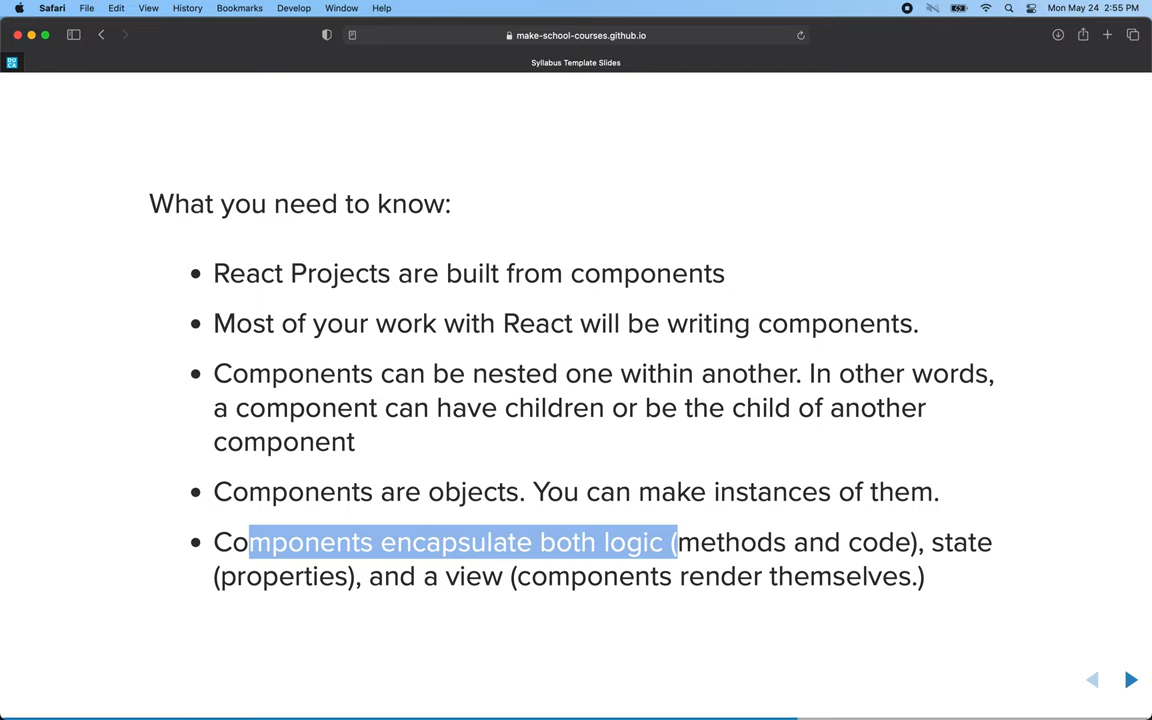 Safari File Edit View History Bookmarks Develop Window Help Mon May 24 2:55 PM
make-school-courses.github.io
DU
CA
Syllabus Template Slides
What you need to know:
• React Projects are built from components
• Most of your work with React will be writing components.
• Components can be nested one within another. In other words,
a component can have children or be the child of another
component
• Components are objects. You can make instances of them.
• Components encapsulate both logic (methods and code), state
(properties), and a view (components render themselves.)